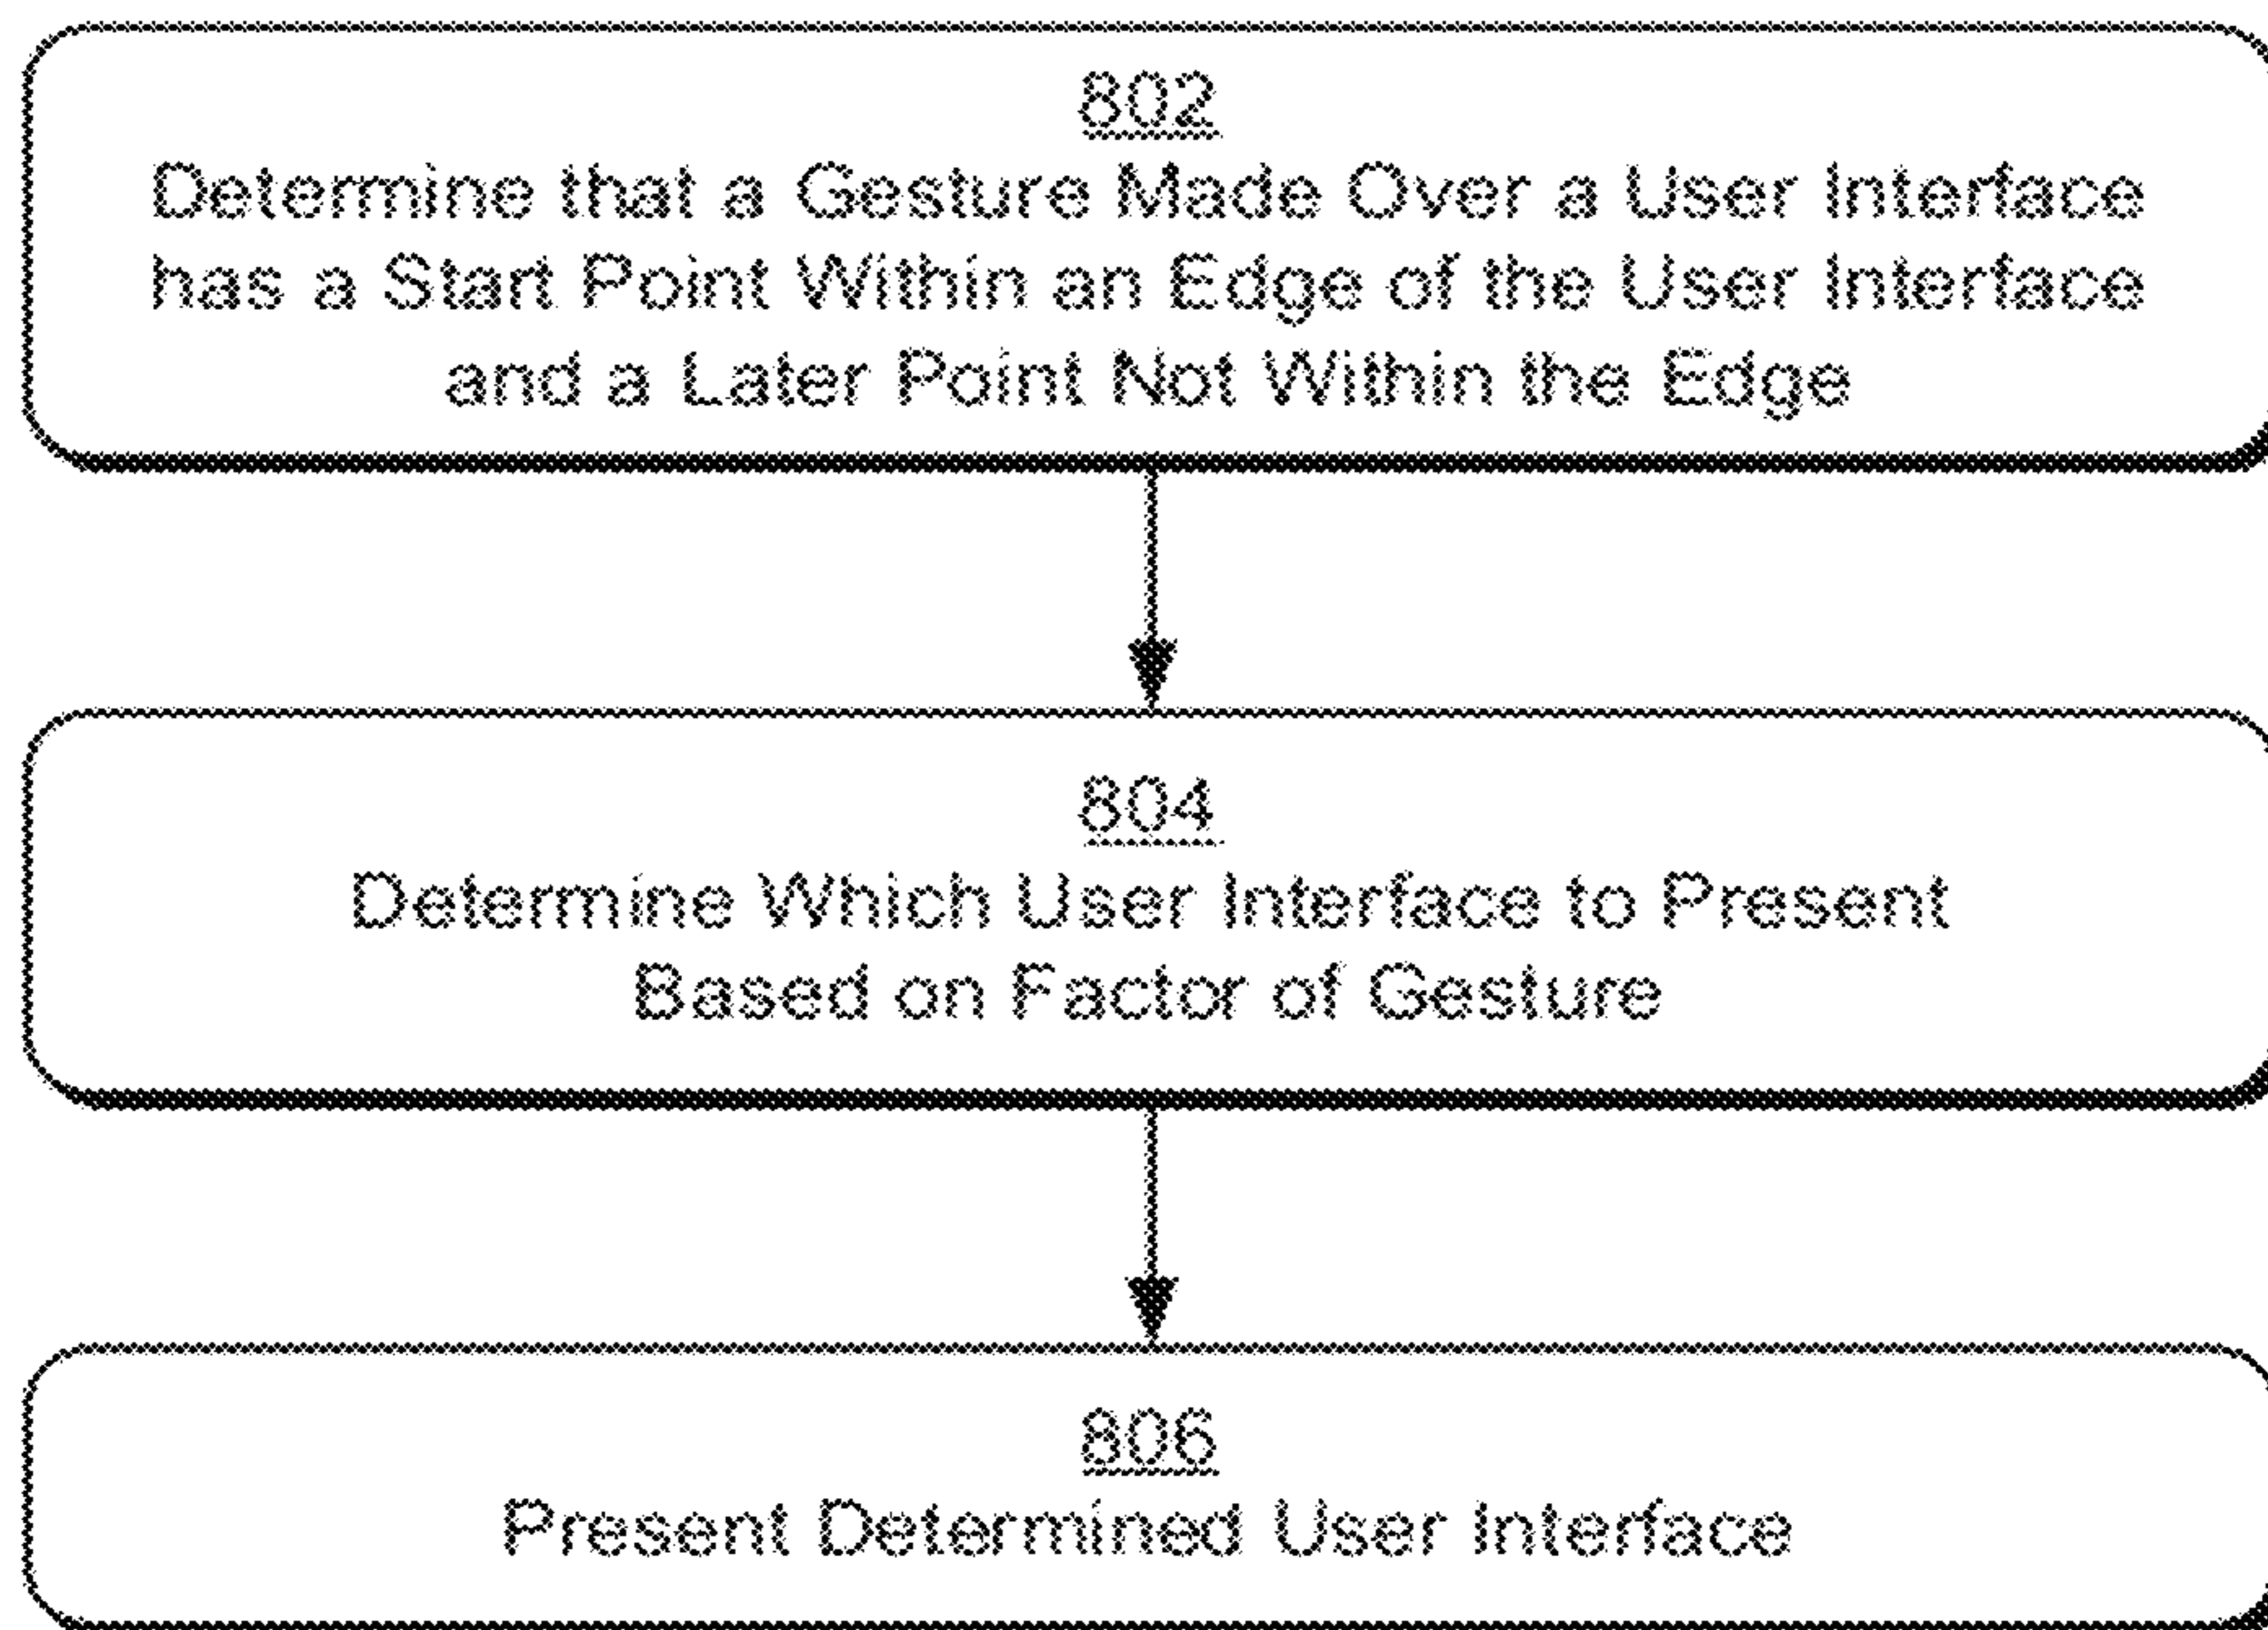 802
Determine that a Gesture Made Over a User Interface
has a Start Point Within an Edge of the User Interface
and a Later Point Not Within the Edge
804
Determine Which User Interface to Present
Based on Factor of Gesture
806
Present Determined User Interface